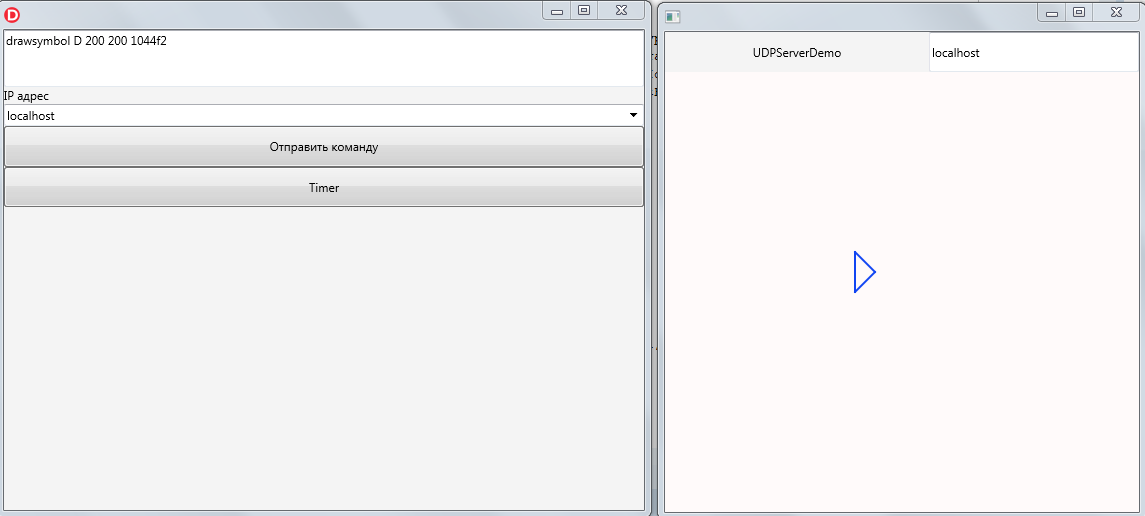 D
drawsymbol D 200 200 1044f2
IP адрес
localhost
Отправить команду
Timer
UDPServerDemo
localhost